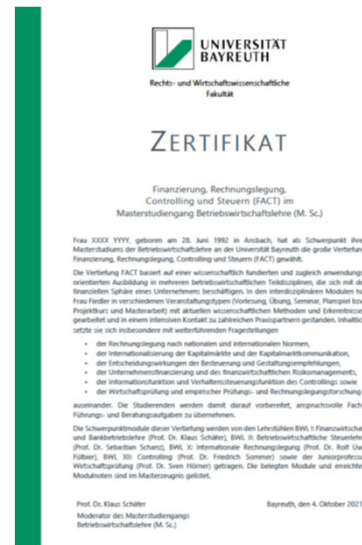 UNIVERSITÄT
BAYREUTH
Rechts- und Wirtschaftswissenschaftliche
Fakultät
ZERTIFIKAT
Finanzierung, Rechnungslegung,
Controlling und Steuern (FACT) im
Masterstudiengang Betriebswirtschaftslehre (M. Sc.)
Frau XXXX YYYY, geboren am 28. Juni 1992 in Ansbach, hat als Schwerpunkt ihre
Masterstudiums der Betriebswirtschaftslehre an der Universität Bayreuth die große Vertiefun
Finanzierung, Rechnungslegung, Controlling und Steuern (FACT) gewählt.
Die Vertiefung FACT basiert auf einer wissenschaftlich fundierten und zugleich anwendungs
orientierten Ausbildung in mehreren betriebswirtschaftlichen Teildisziplinen, die sich mit de
finanziellen Sphäre eines Unternehmens beschäftigen. In den interdisziplinären Modulen ha
Frau Fiedler in verschiedenen Veranstaltungstypen (Vorlesung, Übung, Seminar, Planspiel bzw
Projektkurs und Masterarbeit) mit aktuellen wissenschaftlichen Methoden und Erkenntnisse
gearbeitet und in einem intensiven Kontakt zu zahlreichen Praxispartnern gestanden. Inhaltlic
setzte sie sich insbesondere mit weiterführenden Fragestellungen
• der Rechnungslegung nach nationalen und internationalen Normen,
• der Internationalisierung der Kapitalmärkte und der Kapitalmarktkommunikation,
• der Entscheidungswirkungen der Besteuerung und Gestaltungsempfehlungen,
• der Unternehmensfinanzierung und des finanzwirtschaftlichen Risikomanagements,
• der Informationsfunktion und Verhaltenssteuerungsfunktion des Controllings sowie
• der Wirtschaftsprüfung und empirischer Prüfungs- und Rechnungslegungsforschung
auseinander. Die Studierenden werden damit darauf vorbereitet, anspruchsvolle Fach
Führungs- und Beratungsaufgaben zu übernehmen.
Die Schwerpunktmodule dieser Vertiefung werden von den Lehrstühlen BWL I: Finanzwirtscha
und Bankbetriebslehre (Prof. Dr. Klaus Schäfer), BWL II: Betriebswirtschaftliche Steuerlehr
(Prof. Dr. Sebastian Schanz), BWL X: Internationale Rechnungslegung (Prof. Dr. Rolf Uw
Fülbier), BWL XII: Controlling (Prof. Dr. Friedrich Sommer) sowie der Juniorprofessu
Wirtschaftsprüfung (Prof. Dr. Sven Hörner) getragen. Die belegten Module und erreichte
Modulnoten sind im Masterzeugnis gelistet.
Prof. Dr. Klaus Schäfer
Bayreuth, den 4. Oktober 2021
Moderator des Masterstudiengangs
Betriebswirtschaftslehre (M. Sc.)